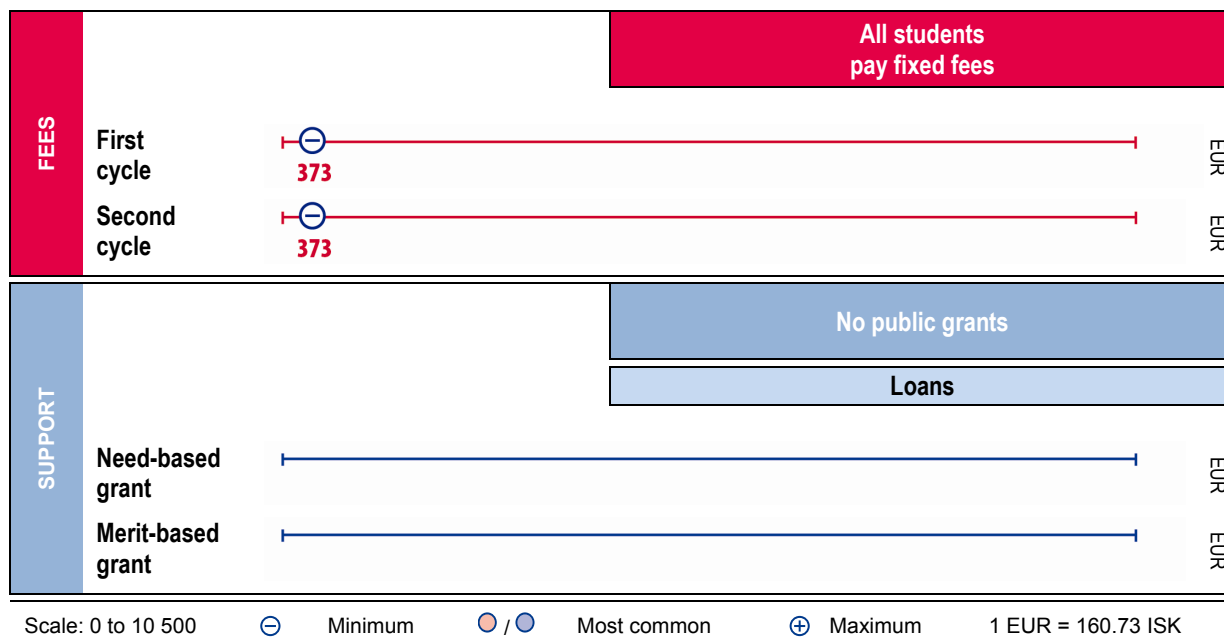 All students
pay fixed fees
FEES
First
cycle
373
EUR
Second
cycle
373
EUR
No public grants
Loans
SUPPORT
Need-based
grant
EUR
Merit-based
grant
EUR
Scale: 0 to 10 500 Minimum / Most common Maximum 1 EUR = 160.73 ISK